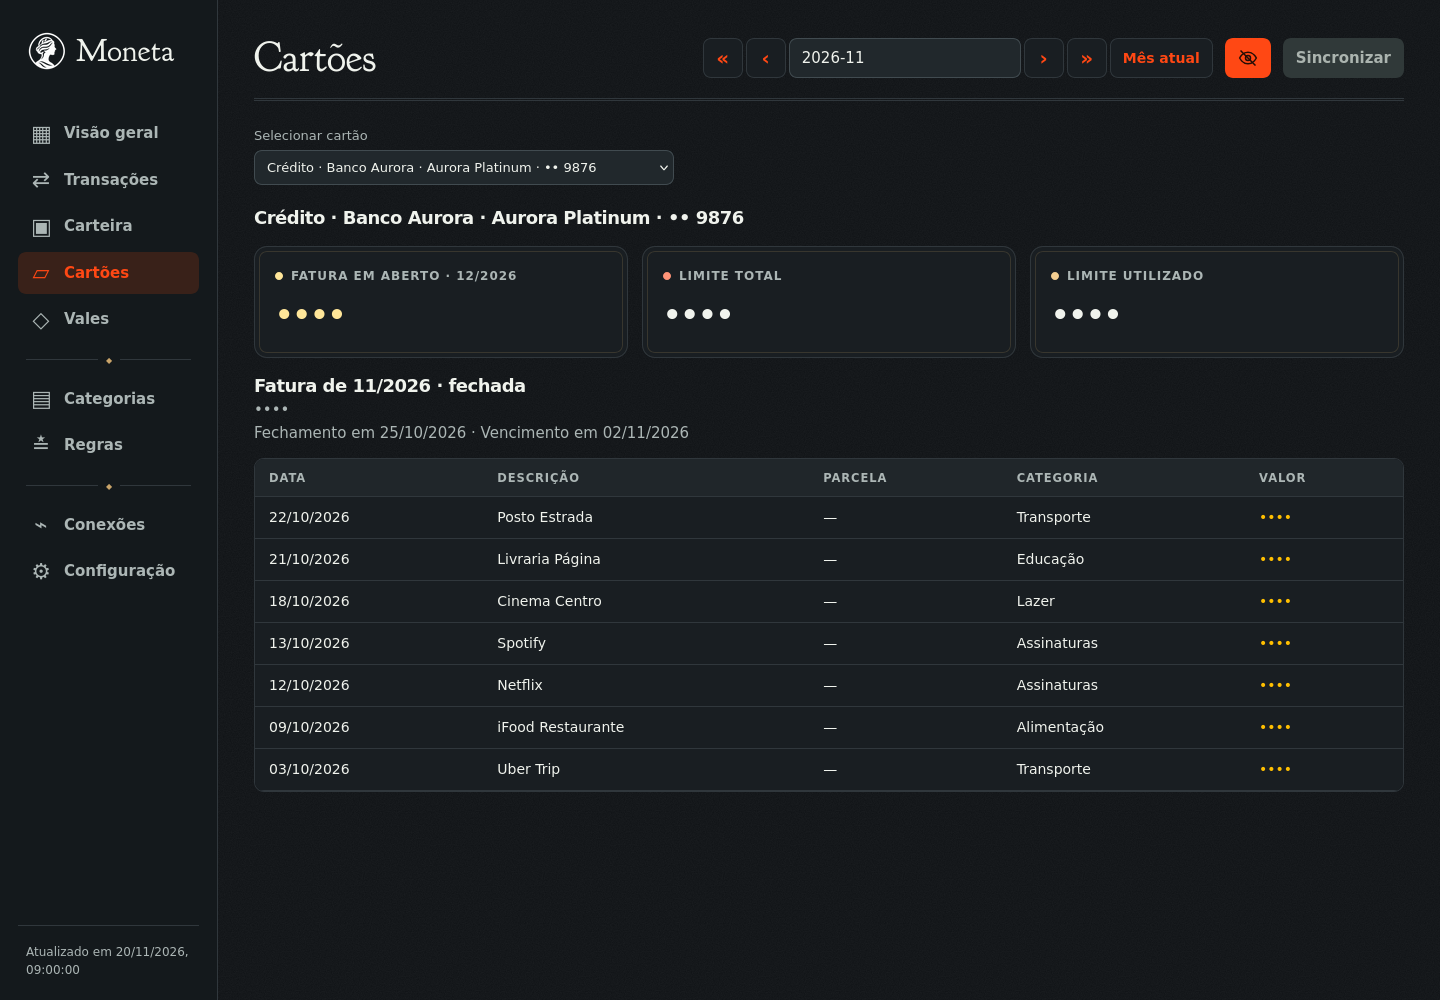 Moneta
Visão geral
Transações
Carteira
Cartões
Vales
Categorias
Regras
Conexões
Configuração
Atualizado em 20/11/2026,
09:00:00
Cartões
« ‹ 2026-11 › » Mês atual Sincronizar
Selecionar cartão
Crédito · Banco Aurora · Aurora Platinum · •• 9876
Crédito · Banco Aurora · Aurora Platinum · •• 9876
FATURA EM ABERTO · 12/2026
••••
LIMITE TOTAL
••••
LIMITE UTILIZADO
••••
Fatura de 11/2026 · fechada
••••
Fechamento em 25/10/2026 · Vencimento em 02/11/2026
DATA DESCRIÇÃO PARCELA CATEGORIA VALOR
22/10/2026 Posto Estrada — Transporte ••••
21/10/2026 Livraria Página — Educação ••••
18/10/2026 Cinema Centro — Lazer ••••
13/10/2026 Spotify — Assinaturas ••••
12/10/2026 Netflix — Assinaturas ••••
09/10/2026 iFood Restaurante — Alimentação ••••
03/10/2026 Uber Trip — Transporte ••••